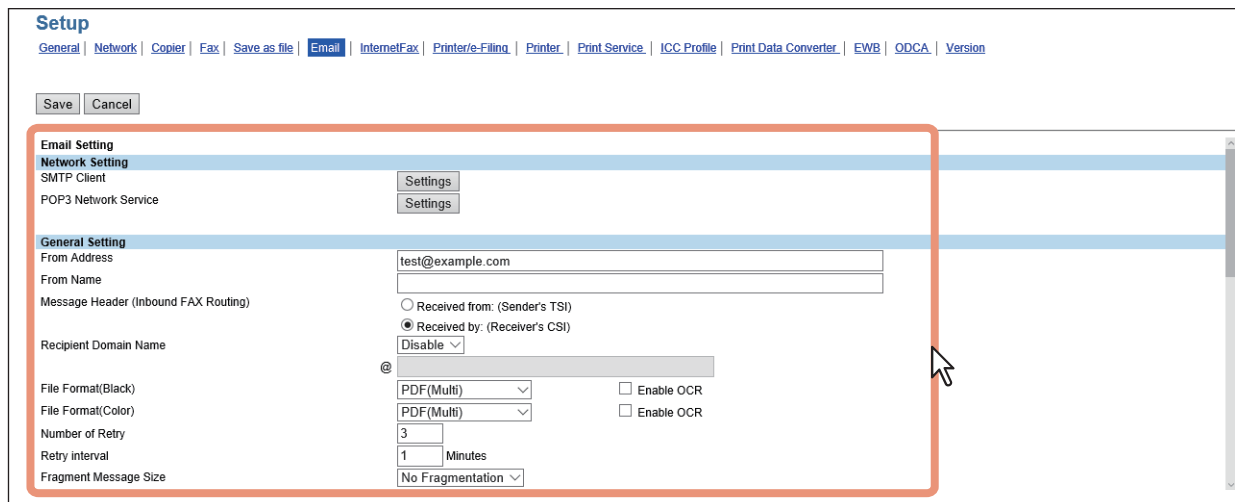 Setup
General | Network | Copier | Fax | Save as file | Email | InternetFax | Printer/e-Filing | Printer | Print Service | ICC Profile | Print Data Converter | EWB | ODCA | Version
Save Cancel
Email Setting
Network Setting
SMTP Client Settings
POP3 Network Service Settings
General Setting
From Address test@example.com
From Name
Message Header (Inbound FAX Routing) Received from: (Sender's TSI)
Received by: (Receiver's CSI)
Recipient Domain Name Disable
@
File Format(Black) PDF(Multi) Enable OCR
File Format(Color) PDF(Multi) Enable OCR
Number of Retry 3
Retry interval 1 Minutes
Fragment Message Size No Fragmentation